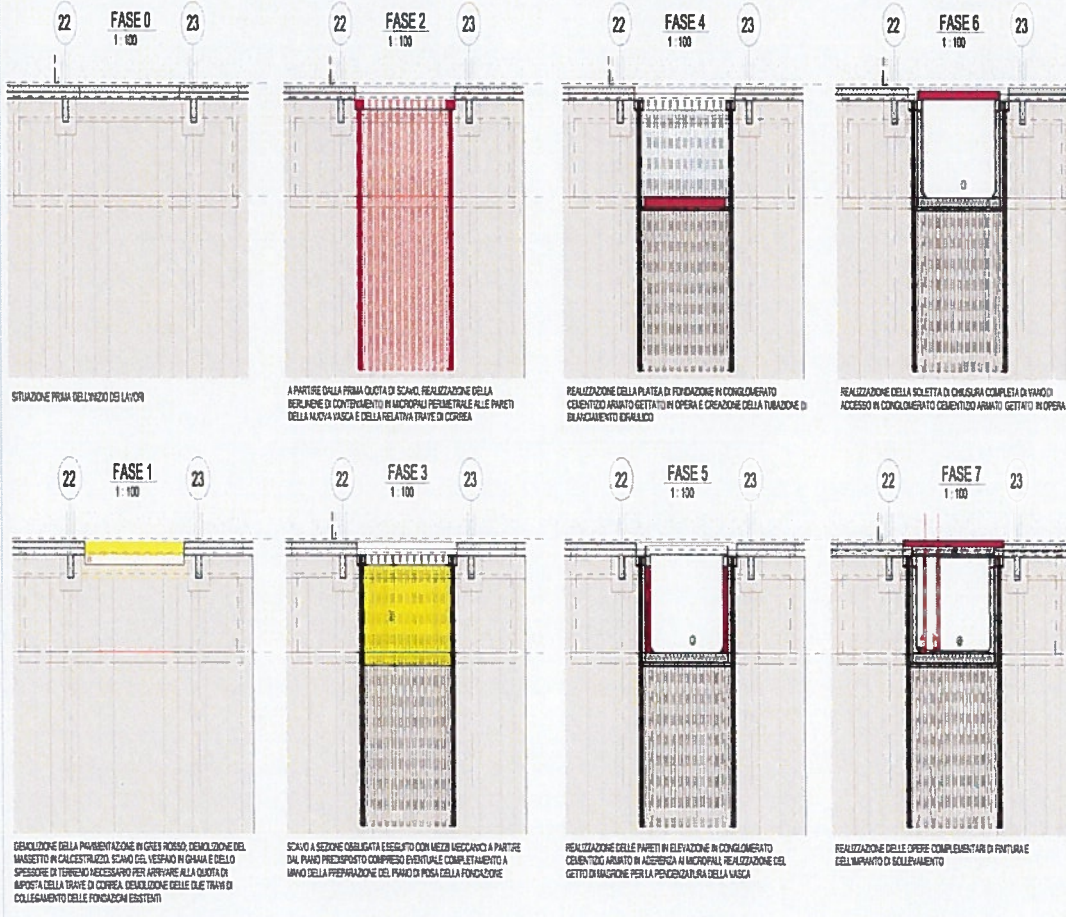 22 FASE 0 23
1 : 100
22 FASE 2 23
1 : 100
22 FASE 4 23
1 : 100
22 FASE 6 23
1 : 100
SITUAZIONE PRIMA DELL'INIZIO DEI LAVORI
A PARTIRE DALLA PRIMA QUOTA DI SCAVO, REALIZZAZIONE DELLA
BERLINENE DI CONTENIMENTO IN MICROPALI PERIMETRALE ALLE PARETI
DELLA NUOVA VASCA E DELLA RELATIVA TRAVE DI CORREA
REALIZZAZIONE DELLA PLATEA DI FONDAZIONE IN CONGLOMERATO
CEMENTIZIO ARMATO GETTATO IN OPERA E CREAZIONE DELLA TUBAZIONE DI
BILANCIAMENTO IDRAULICO
REALIZZAZIONE DELLA SOLETTA DI CHIUSURA COMPLETA DI VANO DI
ACCESSO IN CONGLOMERATO CEMENTIZIO ARMATO GETTATO IN OPERA
22 FASE 1 23
1 : 100
22 FASE 3 23
1 : 100
22 FASE 5 23
1 : 100
22 FASE 7 23
1 : 100
DEMOLIZIONE DELLA PAVIMENTAZIONE IN GRES ROSSO; DEMOLIZIONE DEL
MASSETTO IN CALCESTRUZZO. SCAVO DEL VESPAIO IN GHIAIA E DELLO
SPESSORE DI TERRENO NECESSARIO PER ARRIVARE ALLA QUOTA DI
IMPOSTA DELLA TRAVE DI CORREA. DEMOLIZIONE DELLE DUE TRAVI DI
COLLEGAMENTO DELLE FONDAZIONI ESISTENTI
SCAVO A SEZIONE OBBLIGATA ESEGUITO CON MEZZI MECCANICI A PARTIRE
DAL PIANO PREDISPOSTO COMPRESO EVENTUALE COMPLETAMENTO A
MANO DELLA PREPARAZIONE DEL PIANO DI POSA DELLA FONDAZIONE
REALIZZAZIONE DELLE PARETI IN ELEVAZIONE IN CONGLOMERATO
CEMENTIZIO ARMATO IN ADERENZA AI MICROPALI; REALIZZAZIONE DEL
GETTO DI MAGRONE PER LA PENDENZATURA DELLA VASCA
REALIZZAZIONE DELLE OPERE COMPLEMENTARI DI FINITURA E
DELL'IMPIANTO DI SOLLEVAMENTO